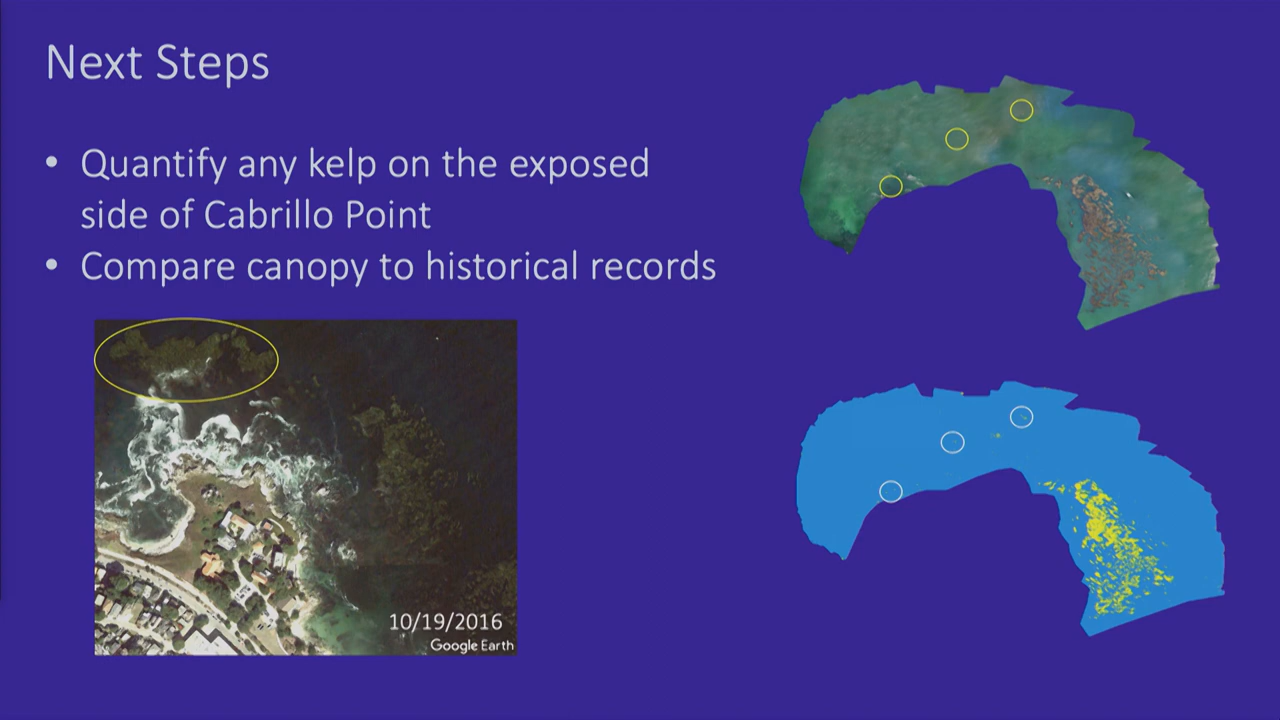 Next Steps
• Quantify any kelp on the exposed
side of Cabrillo Point
• Compare canopy to historical records
10/19/2016
Google Earth